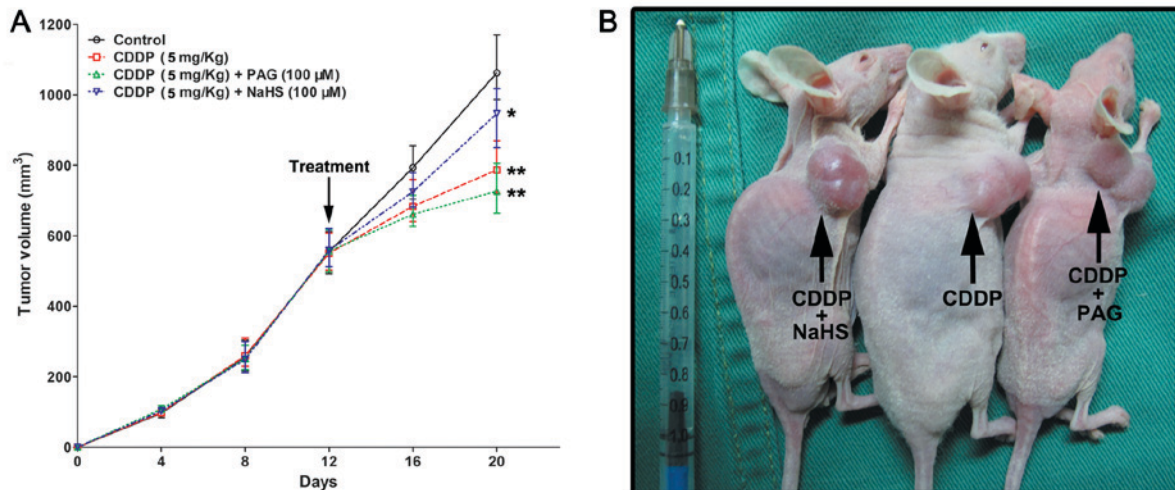 A
1200
1000
800
600
400
200
0
Tumor volume (mm³)
Control
CDDP (5 mg/Kg)
CDDP (5 mg/Kg) + PAG (100 µM)
CDDP (5 mg/Kg) + NaHS (100 µM)
Treatment
*
**
**
0 4 8 12 16 20
Days
B
0.1
0.2
0.3
0.4
0.5
0.6
0.7
0.8
0.9
1.0
CDDP
+
NaHS
CDDP
CDDP
+
PAG